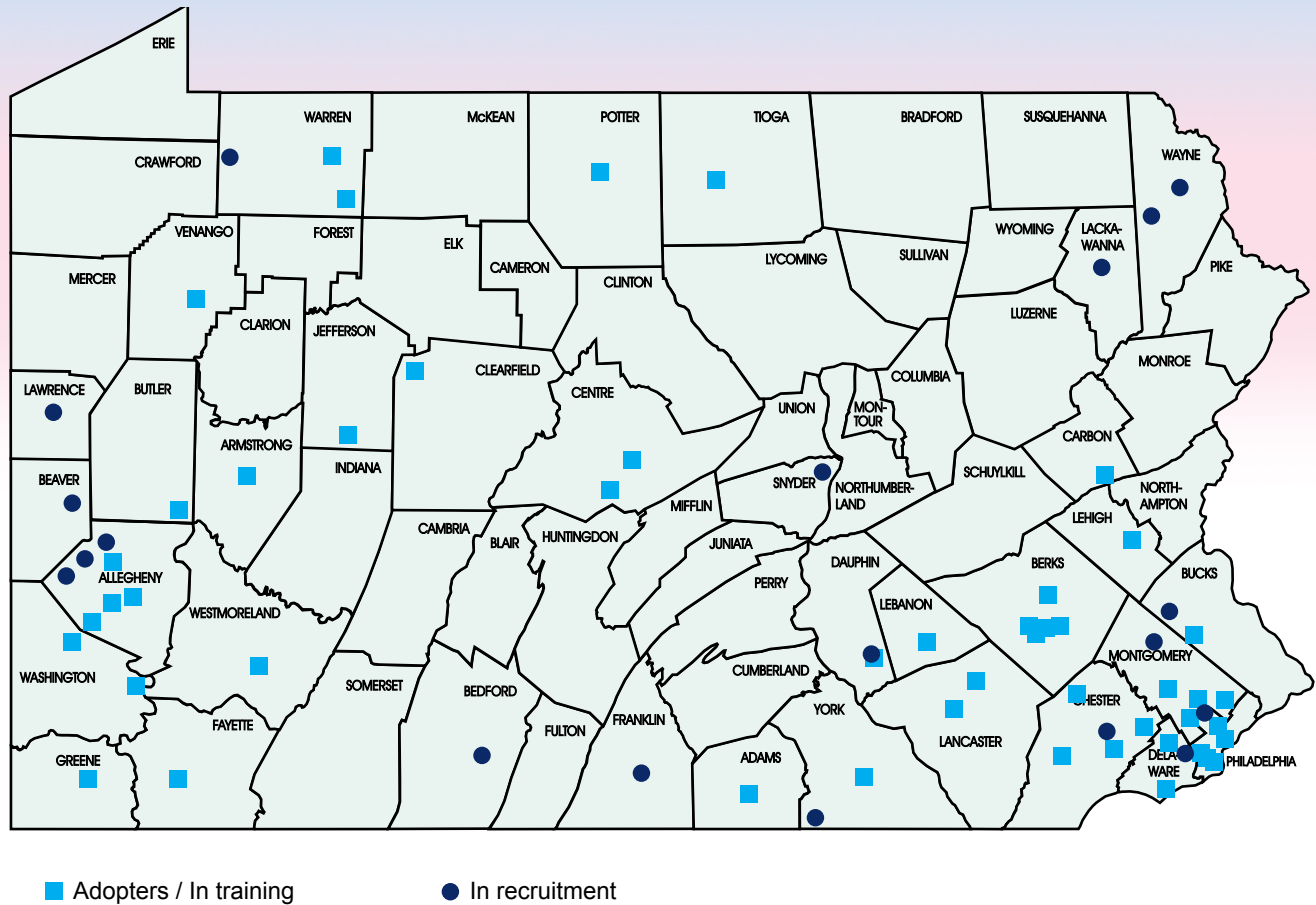 ERIE
WARREN
McKEAN
POTTER
TIOGA
BRADFORD
SUSQUEHANNA
CRAWFORD
WAYNE
VENANGO
FOREST
ELK
WYOMING
LACKA-
WANNA
CAMERON
LYCOMING
SULLIVAN
PIKE
MERCER
CLINTON
CLARION
JEFFERSON
LUZERNE
MONROE
LAWRENCE
BUTLER
CLEARFIELD
CENTRE
COLUMBIA
UNION
MON-
TOUR
ARMSTRONG
CARBON
INDIANA
SCHUYLKILL
BEAVER
SNYDER
NORTHUMBER-
LAND
NORTH-
AMPTON
MIFFLIN
LEHIGH
CAMBRIA
BLAIR
HUNTINGDON
JUNIATA
DAUPHIN
BERKS
BUCKS
ALLEGHENY
PERRY
LEBANON
WESTMORELAND
MONTGOMERY
WASHINGTON
SOMERSET
BEDFORD
CUMBERLAND
CHESTER
FAYETTE
FULTON
FRANKLIN
YORK
LANCASTER
GREENE
ADAMS
DELA-
WARE
PHILADELPHIA
Adopters / In training
In recruitment